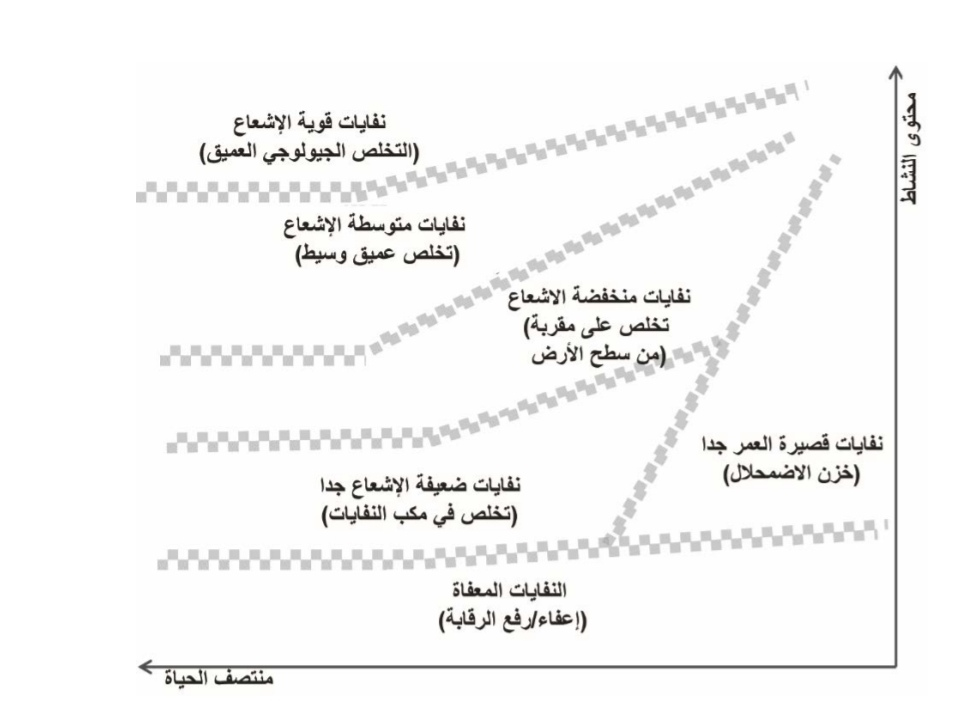 نفايات قوية الإشعاع
(التخلص الجيولوجي العميق)
محتوى النشاط
نفايات متوسطة الإشعاع
(تخلص عميق وسيط)
نفايات منخفضة الاشعاع
تخلص على مقربة)
(من سطح الأرض
نفايات قصيرة العمر جدا
(خزن الاضمحلال)
نفايات ضعيفة الإشعاع جدا
(تخلص في مكب النفايات)
النفايات المعفاة
(إعفاء/رفع الرقابة)
منتصف الحياة